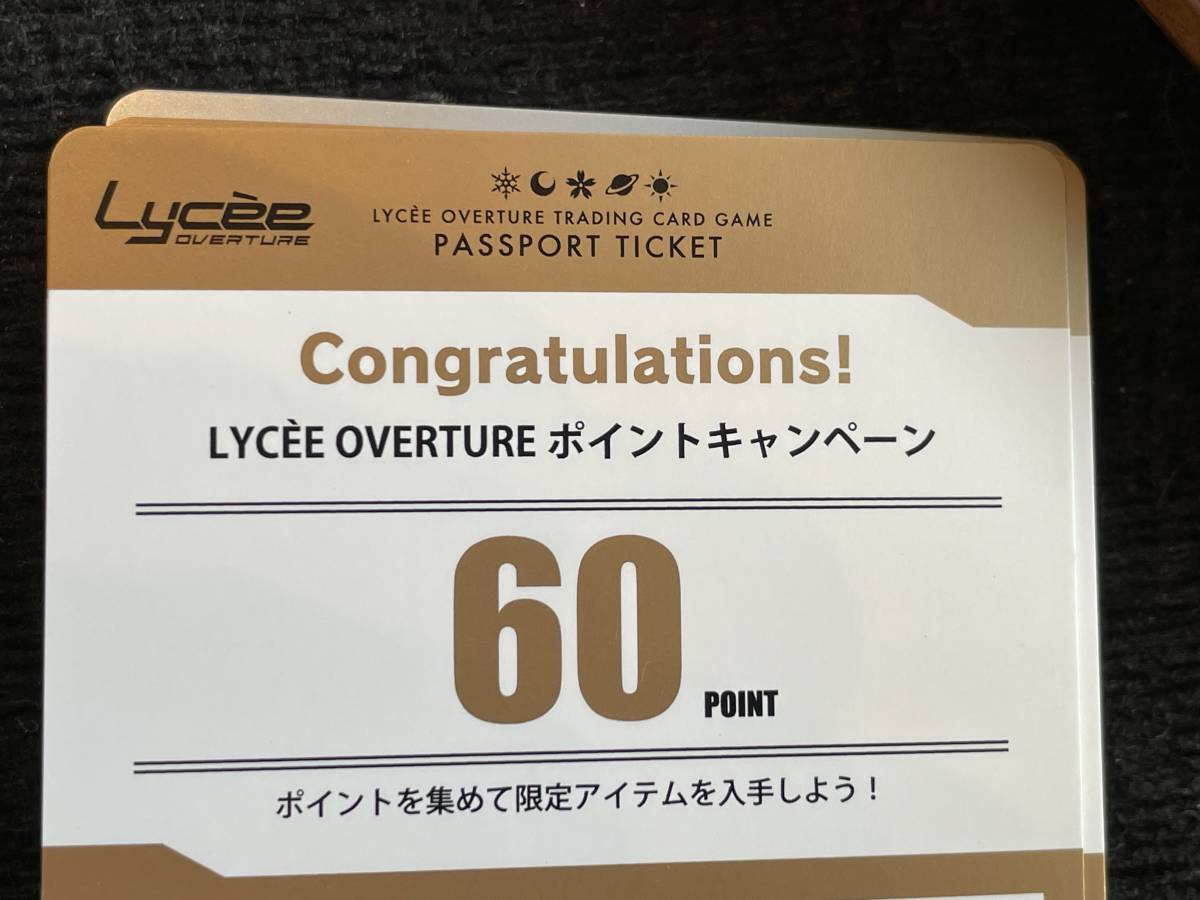 Lycèe
OVERTURE
LYCÈE OVERTURE TRADING CARD GAME
PASSPORT TICKET
Congratulations!
LYCÈE OVERTURE ポイントキャンペーン
60
POINT
ポイントを集めて限定アイテムを入手しよう!